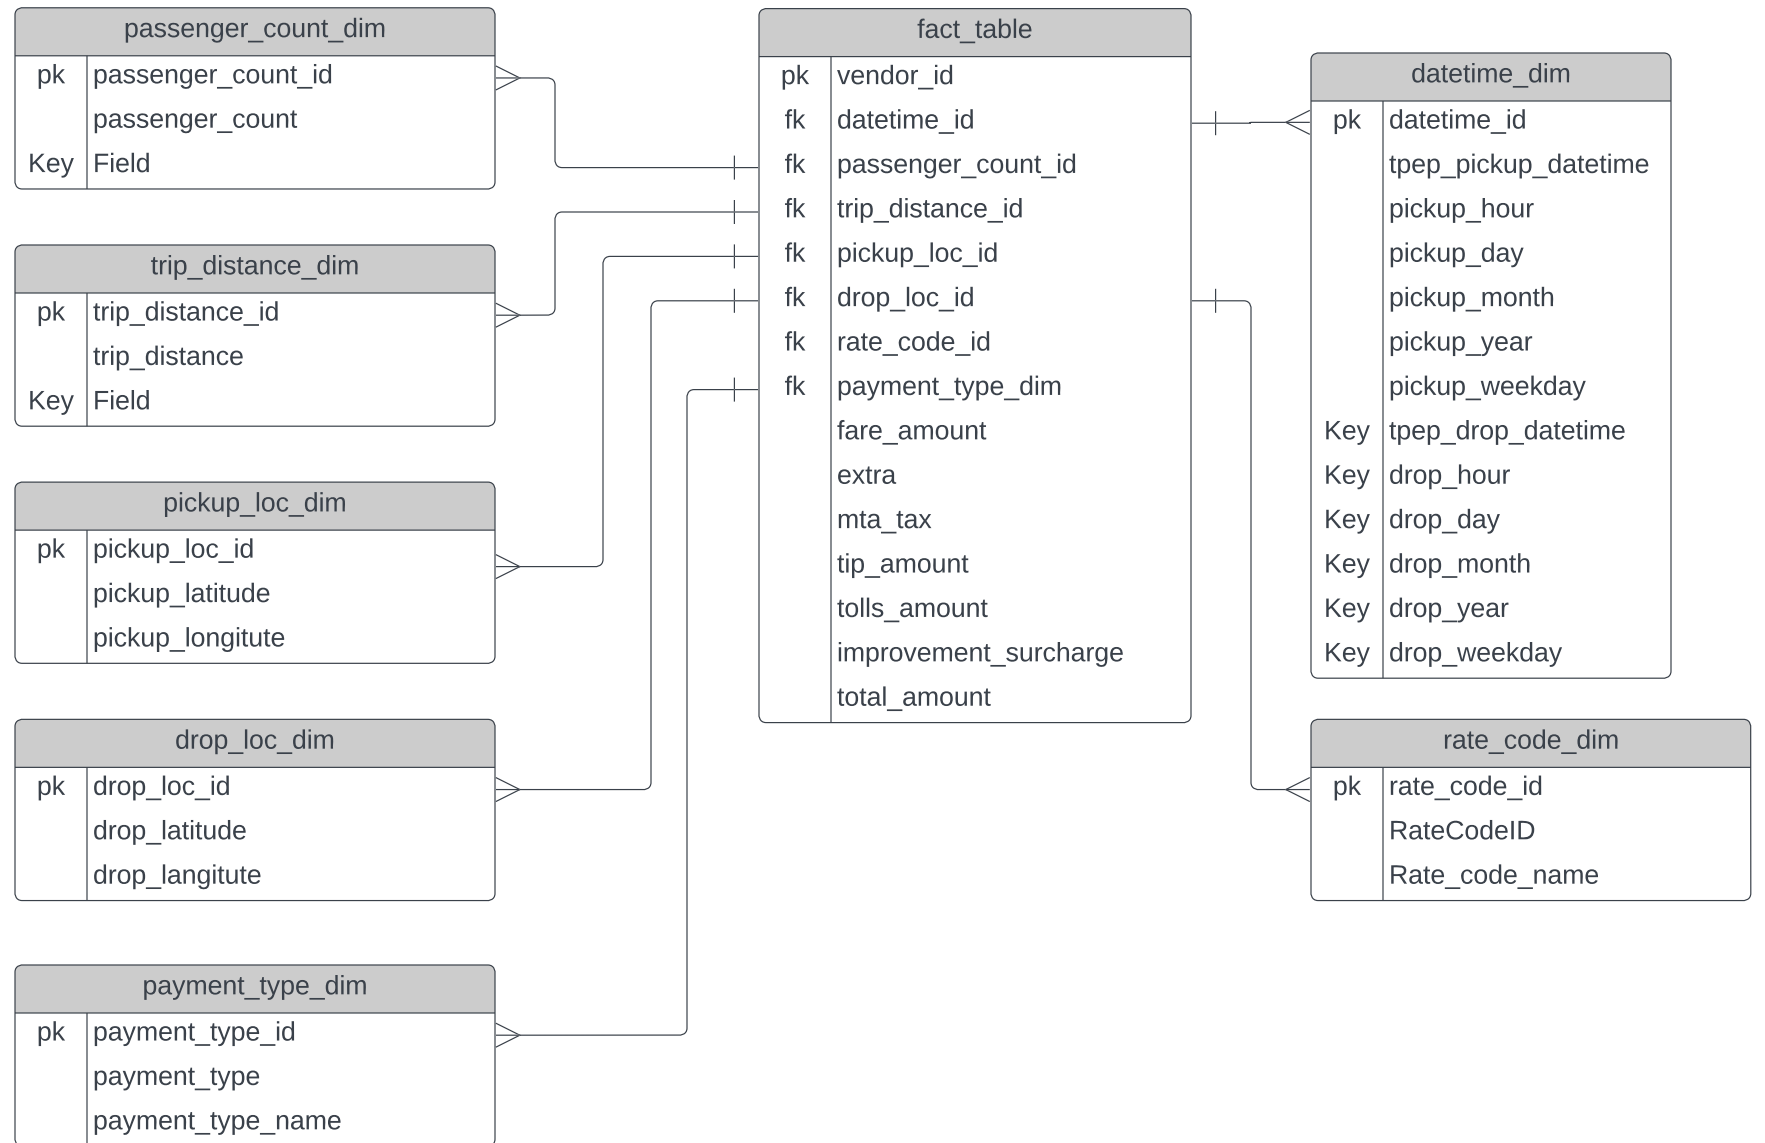 passenger_count_dim
pk passenger_count_id
passenger_count
Key Field
trip_distance_dim
pk trip_distance_id
trip_distance
Key Field
pickup_loc_dim
pk pickup_loc_id
pickup_latitude
pickup_longitute
drop_loc_dim
pk drop_loc_id
drop_latitude
drop_langitute
payment_type_dim
pk payment_type_id
payment_type
payment_type_name
fact_table
pk vendor_id
fk datetime_id
fk passenger_count_id
fk trip_distance_id
fk pickup_loc_id
fk drop_loc_id
fk rate_code_id
fk payment_type_dim
fare_amount
extra
mta_tax
tip_amount
tolls_amount
improvement_surcharge
total_amount
datetime_dim
pk datetime_id
tpep_pickup_datetime
pickup_hour
pickup_day
pickup_month
pickup_year
pickup_weekday
Key tpep_drop_datetime
Key drop_hour
Key drop_day
Key drop_month
Key drop_year
Key drop_weekday
rate_code_dim
pk rate_code_id
RateCodeID
Rate_code_name